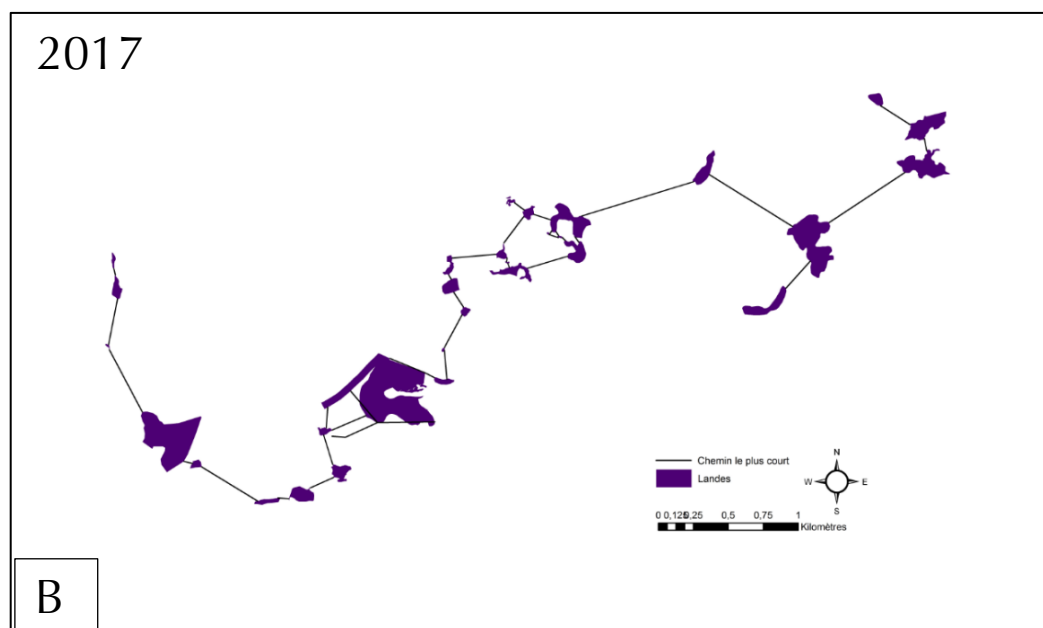 2017
Chemin le plus court
Landes
N
W E
S
0 0,125 0,25 0,5 0,75 1
Kilomètres
B